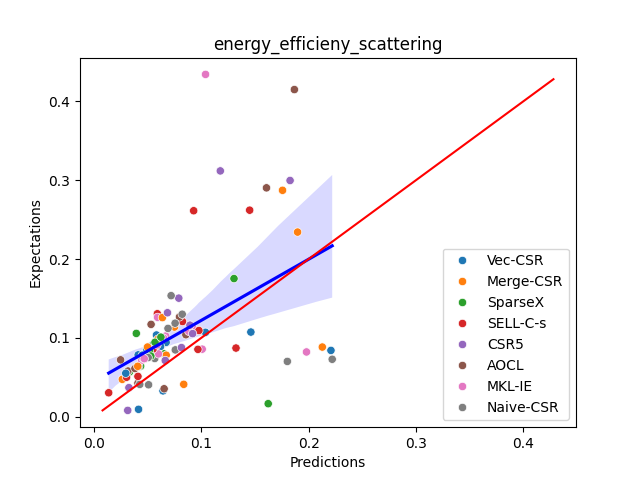 energy_efficieny_scattering
Expectations
0.4
0.3
0.2
0.1
0.0
0.0 0.1 0.2 0.3 0.4
Predictions
Vec-CSR
Merge-CSR
SparseX
SELL-C-s
CSR5
AOCL
MKL-IE
Naive-CSR